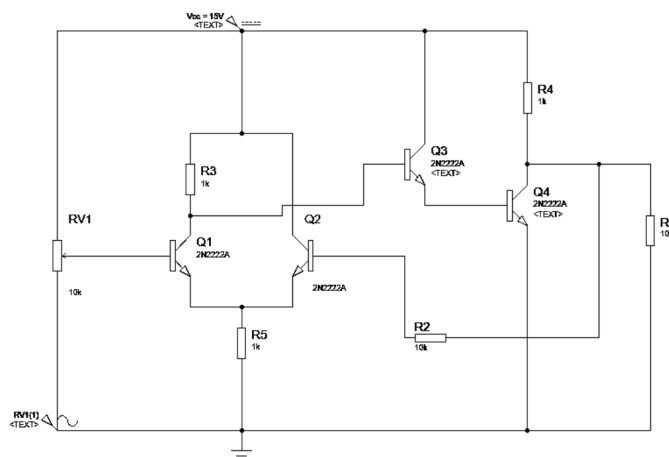 Vcc = 15V
<TEXT>
R4
1k
Q3
2N2222A
<TEXT>
R3
1k
Q4
2N2222A
<TEXT>
RV1
10k
Q1
2N2222A
Q2
2N2222A
R
10
R2
10k
R5
1k
RV1(1)
<TEXT>